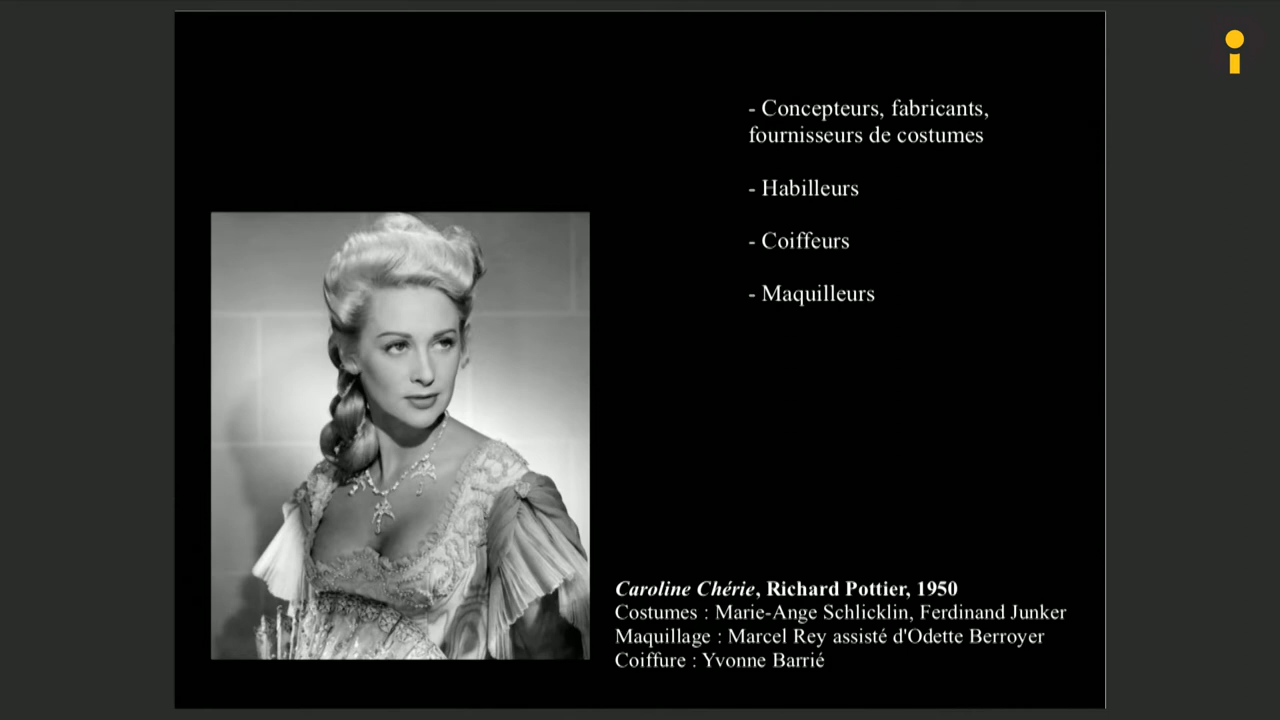 - Concepteurs, fabricants,
fournisseurs de costumes
- Habilleurs
- Coiffeurs
- Maquilleurs
Caroline Chérie, Richard Pottier, 1950
Costumes : Marie-Ange Schlicklin, Ferdinand Junker
Maquillage : Marcel Rey assisté d'Odette Berroyer
Coiffure : Yvonne Barrié